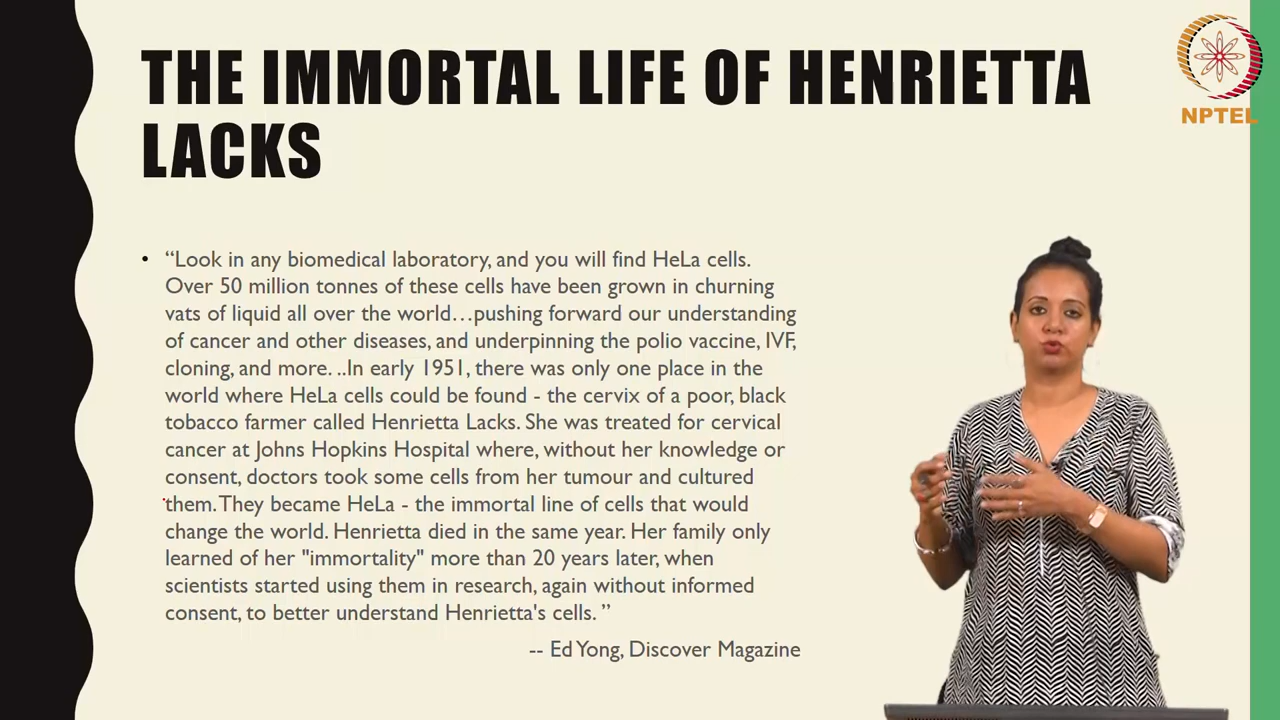 THE IMMORTAL LIFE OF HENRIETTA
LACKS
NPTEL
• “Look in any biomedical laboratory, and you will find HeLa cells.
Over 50 million tonnes of these cells have been grown in churning
vats of liquid all over the world…pushing forward our understanding
of cancer and other diseases, and underpinning the polio vaccine, IVF,
cloning, and more. ..In early 1951, there was only one place in the
world where HeLa cells could be found - the cervix of a poor, black
tobacco farmer called Henrietta Lacks. She was treated for cervical
cancer at Johns Hopkins Hospital where, without her knowledge or
consent, doctors took some cells from her tumour and cultured
them. They became HeLa - the immortal line of cells that would
change the world. Henrietta died in the same year. Her family only
learned of her "immortality" more than 20 years later, when
scientists started using them in research, again without informed
consent, to better understand Henrietta's cells. ”
-- Ed Yong, Discover Magazine